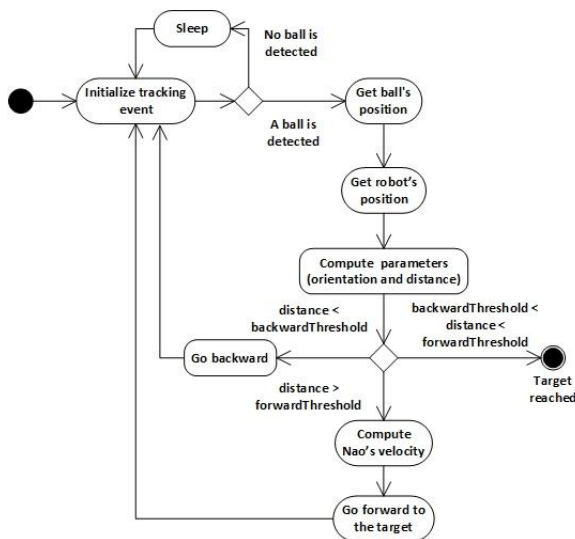 Sleep
No ball is
detected
Initialize tracking
event
Get ball's
position
A ball is
detected
Get robot's
position
Compute parameters
(orientation and distance)
distance <
backwardThreshold
backwardThreshold <
distance <
forwardThreshold
Go backward
distance >
forwardThreshold
Target
reached
Compute
Nao's velocity
Go forward to
the target